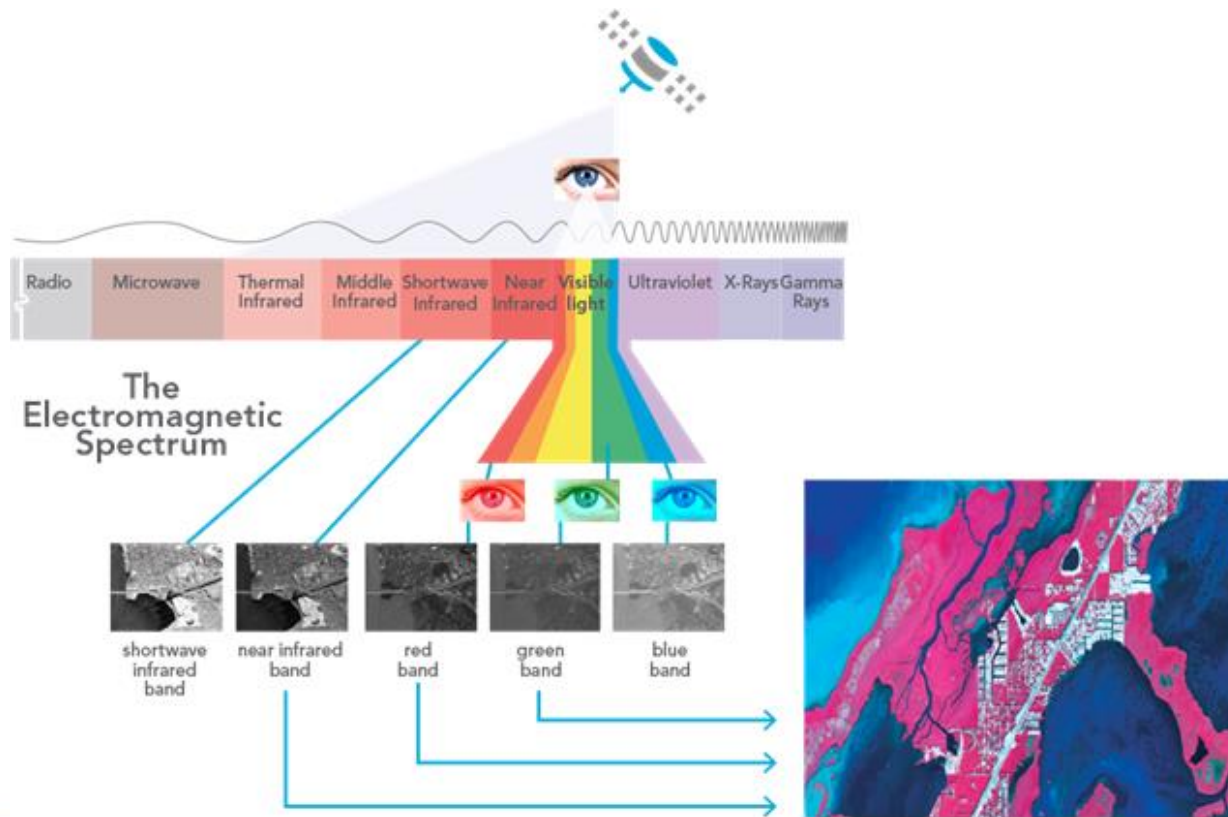 Radio
Microwave
Thermal
Infrared
Middle
Infrared
Shortwave
Infrared
Near
Infrared
Visible
light
Ultraviolet
X-Rays
Gamma
Rays
The
Electromagnetic
Spectrum
shortwave
infrared
band
near infrared
band
red
band
green
band
blue
band